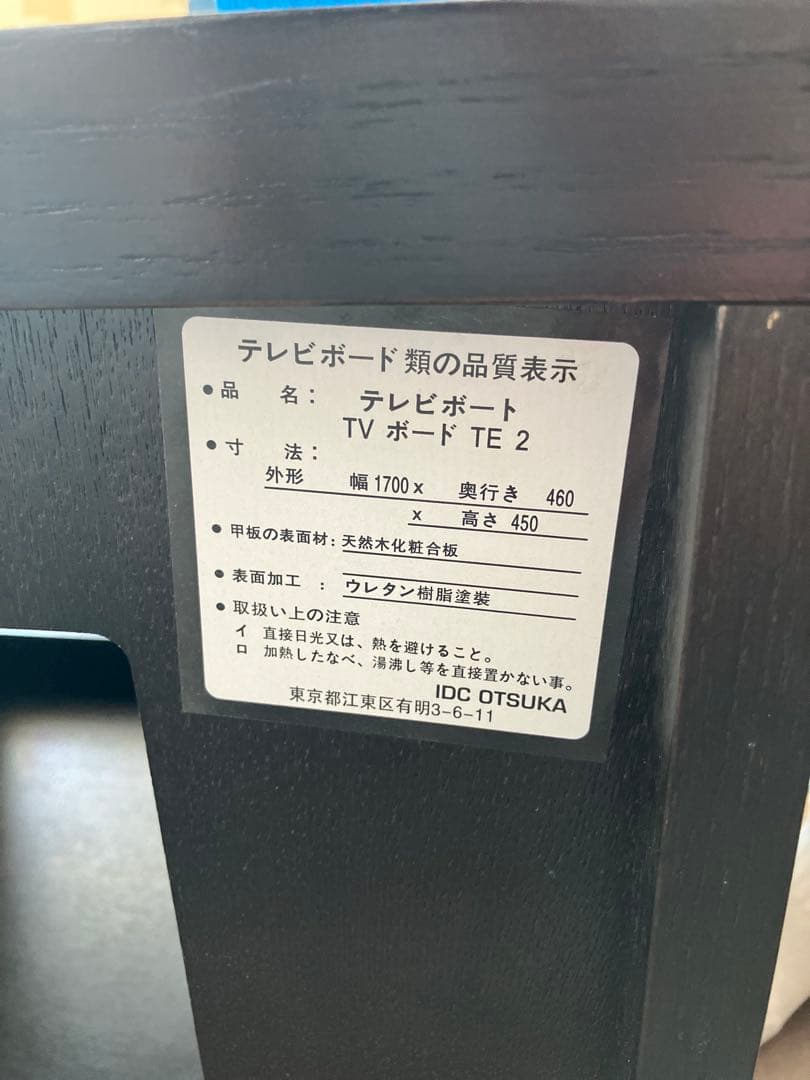 テレビボード類の品質表示
●品　名： テレビボート
TV ボード TE 2
●寸　法：
外形　幅1700 x 奥行き 460
x 高さ 450
●甲板の表面材: 天然木化粧合板
●表面加工 : ウレタン樹脂塗装
●取扱い上の注意
イ 直接日光又は、熱を避けること。
ロ 加熱したなべ、湯沸し等を直接置かない事。
IDC OTSUKA
東京都江東区有明3-6-11